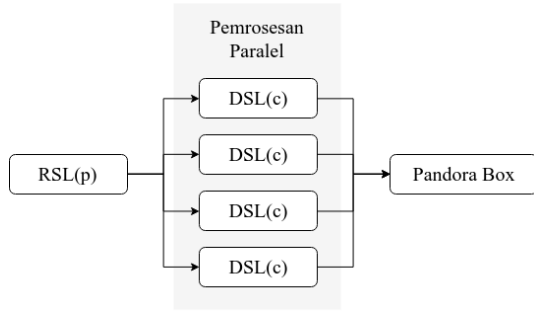 Pemrosesan
Paralel
DSL(c)
DSL(c)
RSL(p)
Pandora Box
DSL(c)
DSL(c)